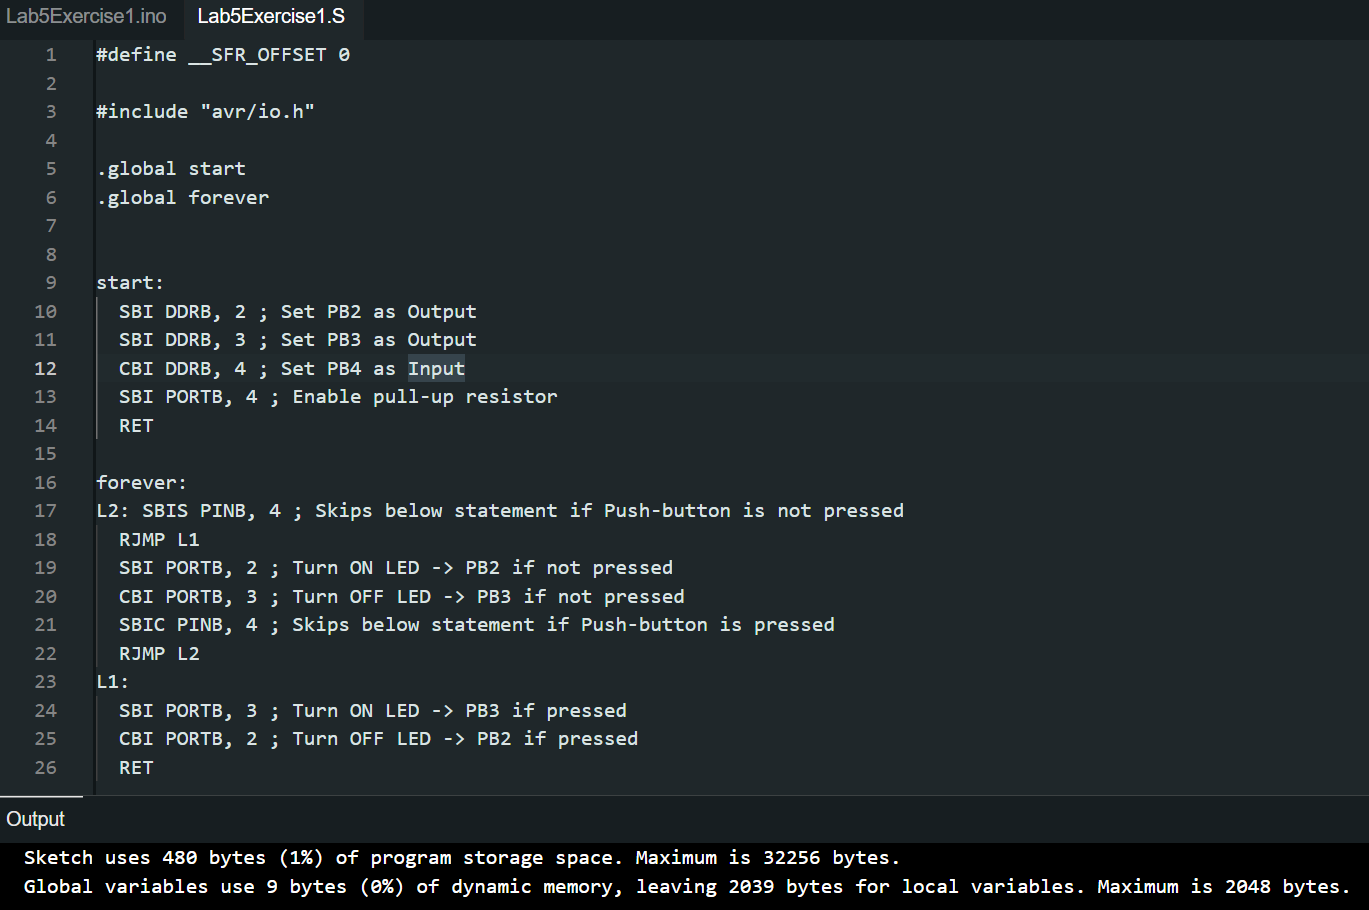 Lab5Exercise1.ino
Lab5Exercise1.S
1 #define __SFR_OFFSET 0
2
3 #include "avr/io.h"
4
5 .global start
6 .global forever
7
8
9 start:
10 SBI DDRB, 2 ; Set PB2 as Output
11 SBI DDRB, 3 ; Set PB3 as Output
12 CBI DDRB, 4 ; Set PB4 as Input
13 SBI PORTB, 4 ; Enable pull-up resistor
14 RET
15
16 forever:
17 L2: SBIS PINB, 4 ; Skips below statement if Push-button is not pressed
18 RJMP L1
19 SBI PORTB, 2 ; Turn ON LED -> PB2 if not pressed
20 CBI PORTB, 3 ; Turn OFF LED -> PB3 if not pressed
21 SBIC PINB, 4 ; Skips below statement if Push-button is pressed
22 RJMP L2
23 L1:
24 SBI PORTB, 3 ; Turn ON LED -> PB3 if pressed
25 CBI PORTB, 2 ; Turn OFF LED -> PB2 if pressed
26 RET
Output
Sketch uses 480 bytes (1%) of program storage space. Maximum is 32256 bytes.
Global variables use 9 bytes (0%) of dynamic memory, leaving 2039 bytes for local variables. Maximum is 2048 bytes.